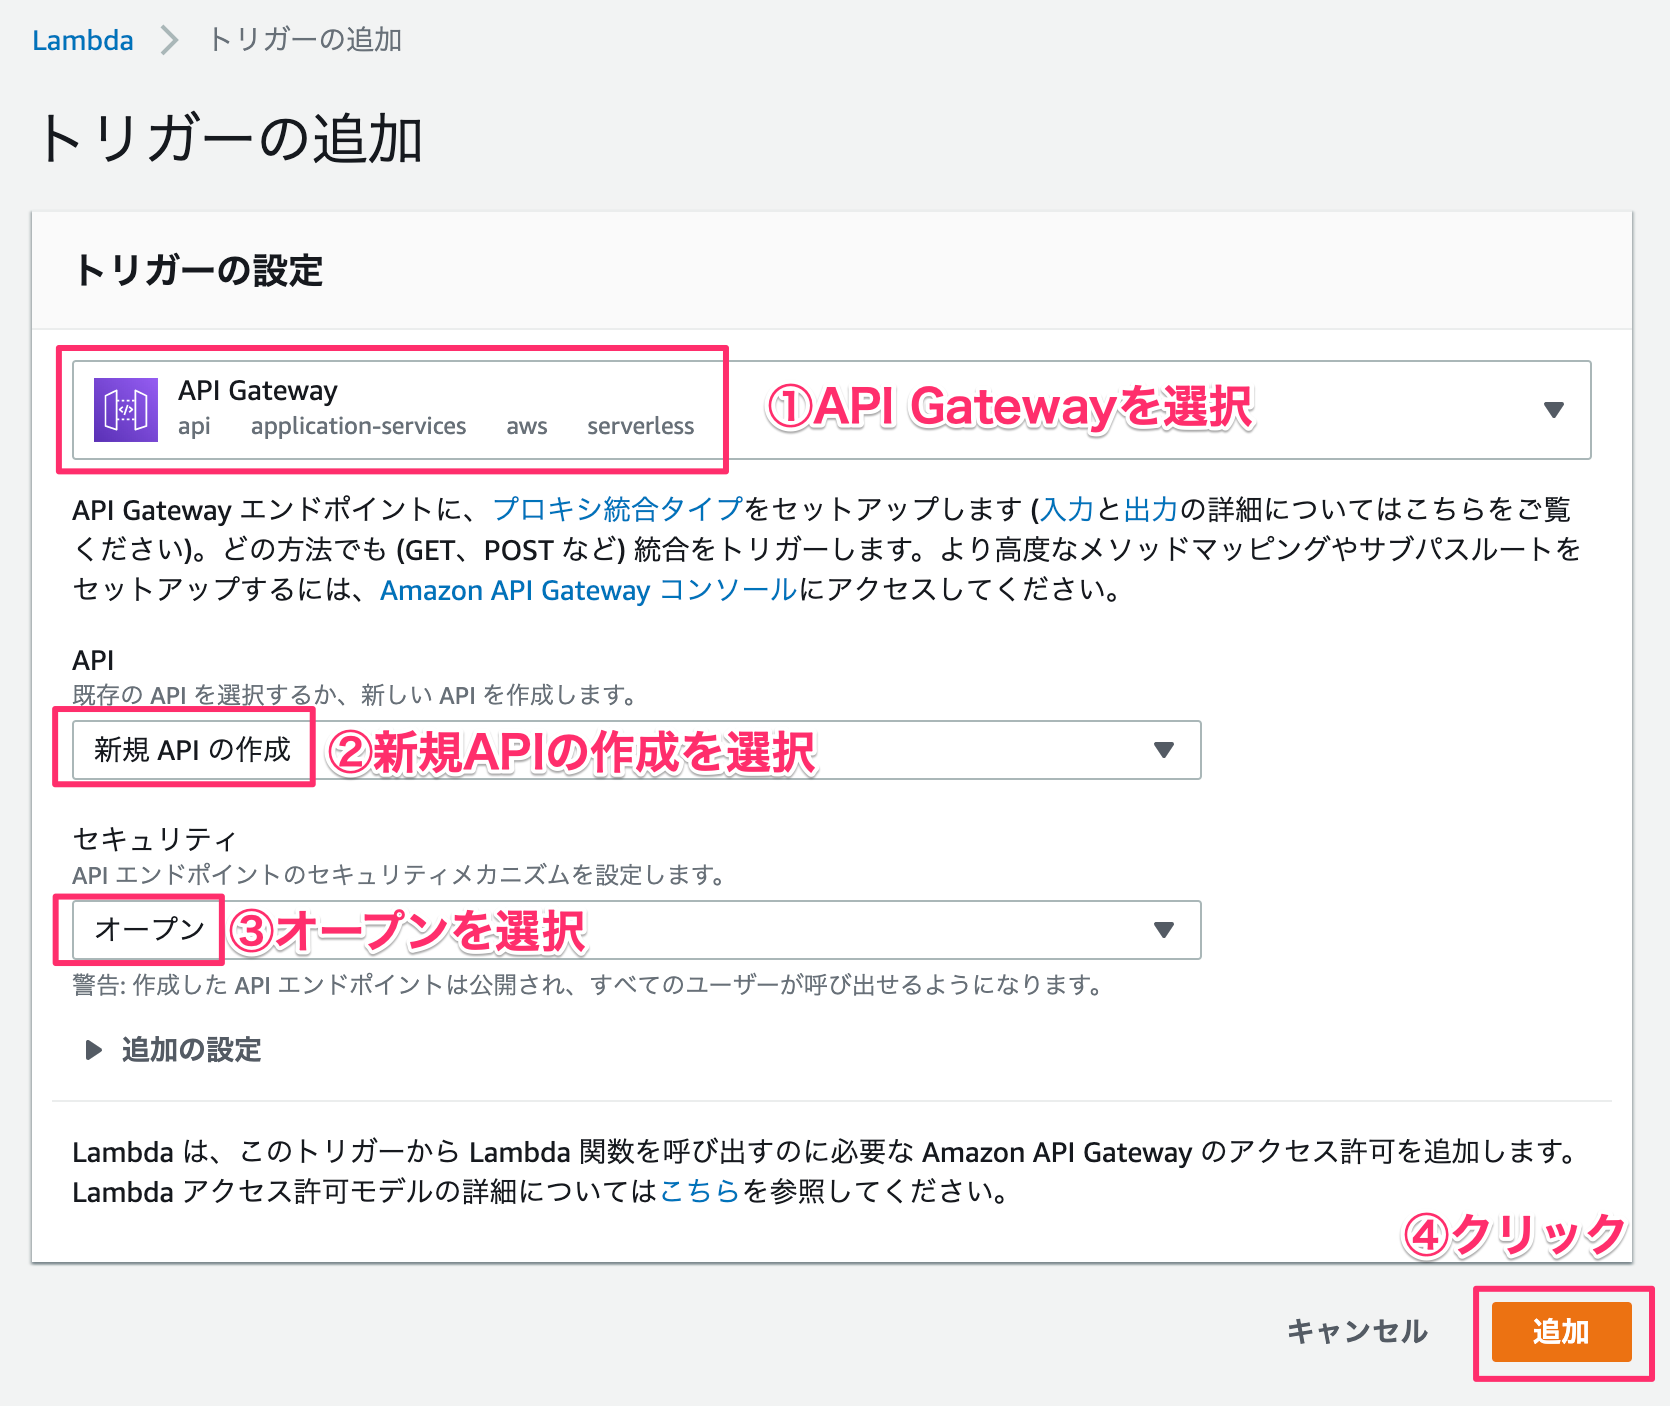 Lambda > トリガーの追加
トリガーの追加
トリガーの設定
API Gateway
api application-services aws serverless
①API Gatewayを選択
API Gateway エンドポイントに、プロキシ統合タイプをセットアップします (入力と出力の詳細についてはこちらをご覧
ください)。どの方法でも (GET、POST など) 統合をトリガーします。より高度なメソッドマッピングやサブパスルートを
セットアップするには、Amazon API Gateway コンソールにアクセスしてください。
API
既存の API を選択するか、新しい API を作成します。
新規 API の作成
②新規APIの作成を選択
セキュリティ
API エンドポイントのセキュリティメカニズムを設定します。
オープン
③オープンを選択
警告: 作成した API エンドポイントは公開され、すべてのユーザーが呼び出せるようになります。
追加の設定
Lambda は、このトリガーから Lambda 関数を呼び出すのに必要な Amazon API Gateway のアクセス許可を追加します。
Lambda アクセス許可モデルの詳細についてはこちらを参照してください。
④クリック
キャンセル
追加